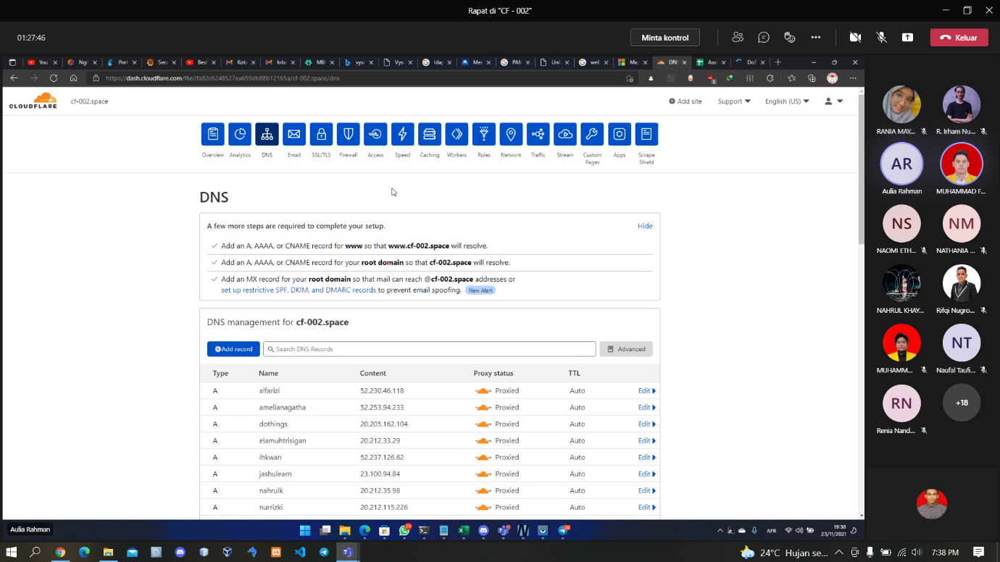 Rapat di "CF - 002"
01:27:46
Minta kontrol
Keluar
You
Ngi
Port
Sec
Best
Kota
Inbo
MBI
vys
Vys
Idap
Mer
PAN
Uni
well
Mic
DN
Assi
DoT
https://dash.cloudflare.com/f6e2fa82c6248527ea659db88b12165a/cf-002.space/dns
CLOUDFLARE
cf-002.space
Add site
Support
English (US)
Overview
Analytics
DNS
Email
SSL/TLS
Firewall
Access
Speed
Caching
Workers
Rules
Network
Traffic
Stream
Custom Pages
Apps
Scrape Shield
DNS
A few more steps are required to complete your setup.
Hide
Add an A, AAAA, or CNAME record for www so that www.cf-002.space will resolve.
Add an A, AAAA, or CNAME record for your root domain so that cf-002.space will resolve.
Add an MX record for your root domain so that mail can reach @cf-002.space addresses or
set up restrictive SPF, DKIM, and DMARC records to prevent email spoofing. New Alert
DNS management for cf-002.space
Add record
Search DNS Records
Advanced
Type Name Content Proxy status TTL
A alfarizi 52.230.46.118 Proxied Auto Edit
A amelianagatha 52.253.94.233 Proxied Auto Edit
A dothings 20.205.162.104 Proxied Auto Edit
A elamuhtrisigan 20.212.33.29 Proxied Auto Edit
A ihkwan 52.237.126.62 Proxied Auto Edit
A jashulearn 23.100.94.84 Proxied Auto Edit
A nahrulk 20.212.35.98 Proxied Auto Edit
A nurrizki 20.212.115.226 Proxied Auto Edit
RANIA MAY...
R. Irham Nu...
AR
Aulia Rahman
MUHAMMAD F...
NS
NAOMI ETH...
NM
NATHANIA ...
NAHRUL KHAY...
Rifqi Nugro...
MUHAMM...
NT
Naufal Taufi...
RN
Renia Nand...
+18
Aulia Rahman
29
AFR
19:38
23/11/2021
24°C Hujan se...
7:38 PM